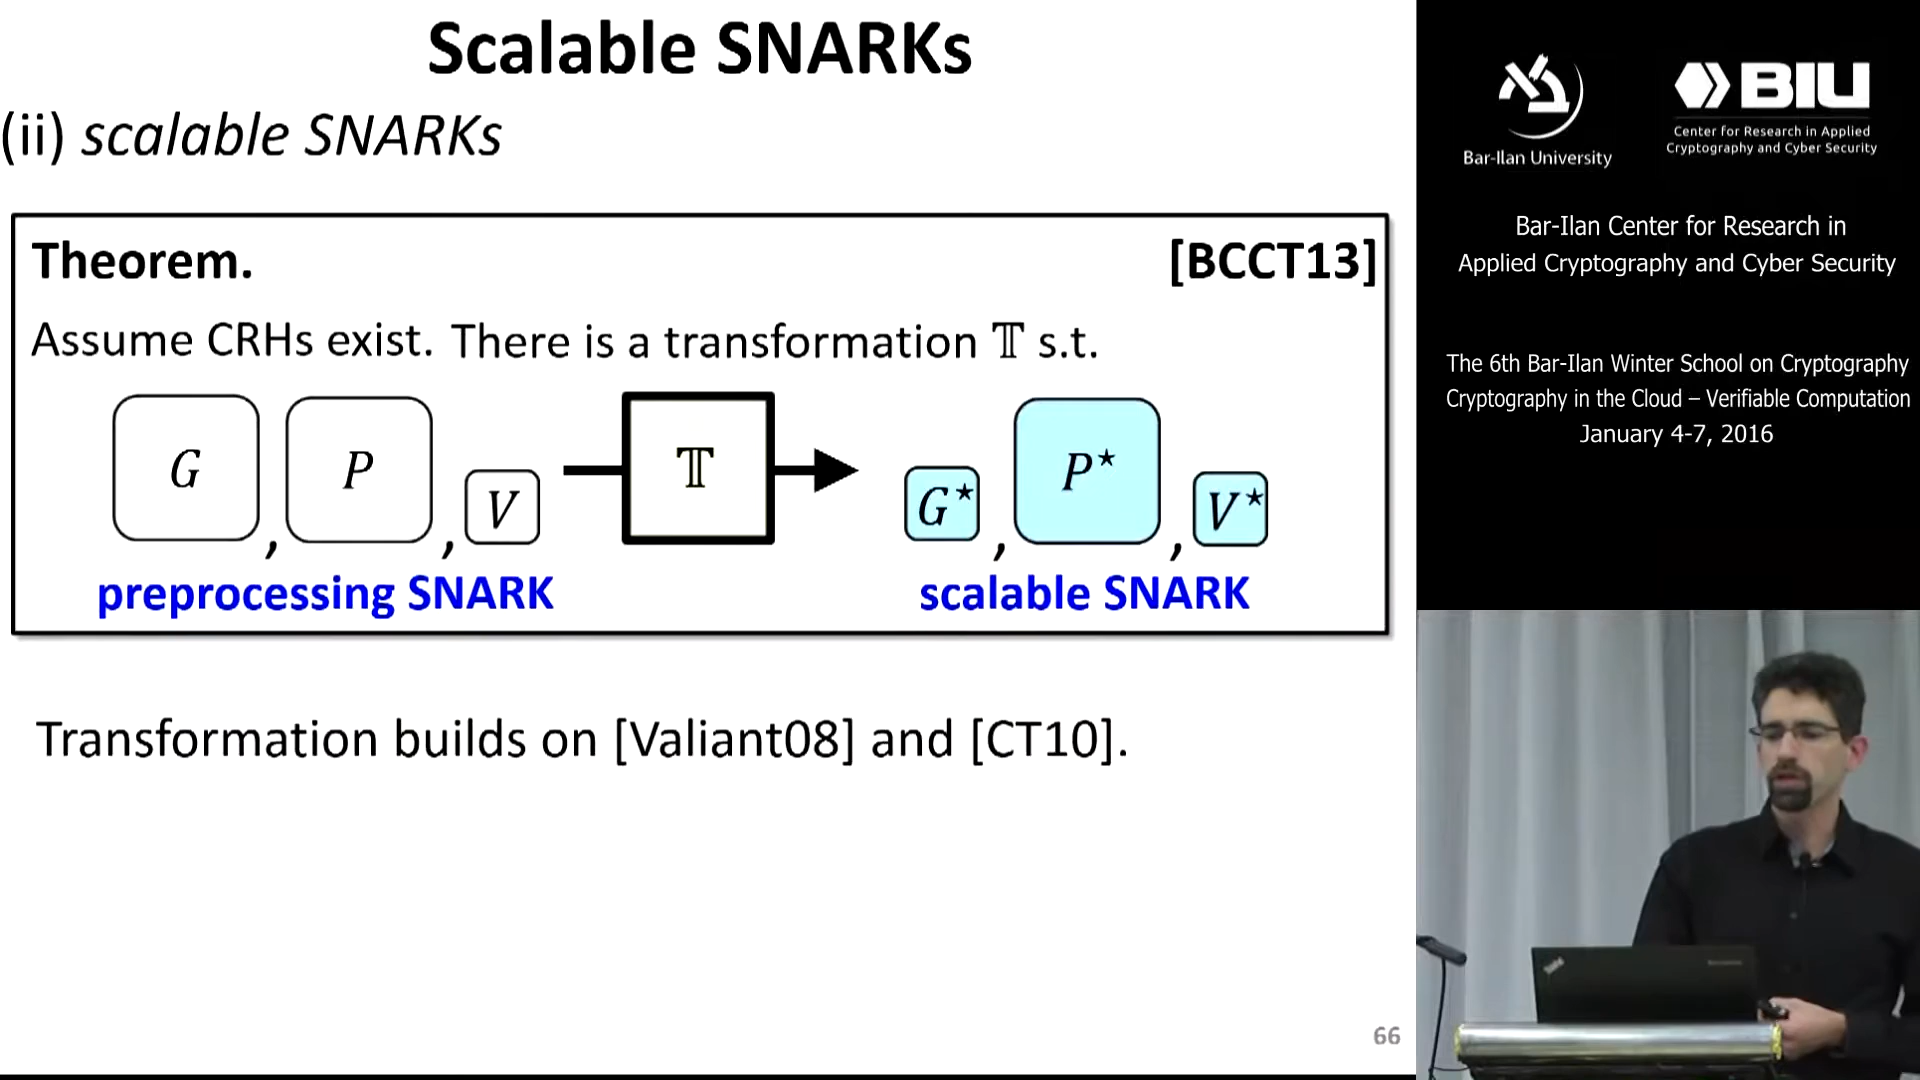 Scalable SNARKs
(ii) scalable SNARKs
Theorem. [BCCT13]
Assume CRHs exist. There is a transformation 𝕋 s.t.
G , P , V 𝕋 G⋆ , P⋆ , V⋆
preprocessing SNARK scalable SNARK
Transformation builds on [Valiant08] and [CT10].
66
Bar-Ilan University
BIU
Center for Research in Applied
Cryptography and Cyber Security
Bar-Ilan Center for Research in
Applied Cryptography and Cyber Security
The 6th Bar-Ilan Winter School on Cryptography
Cryptography in the Cloud – Verifiable Computation
January 4-7, 2016